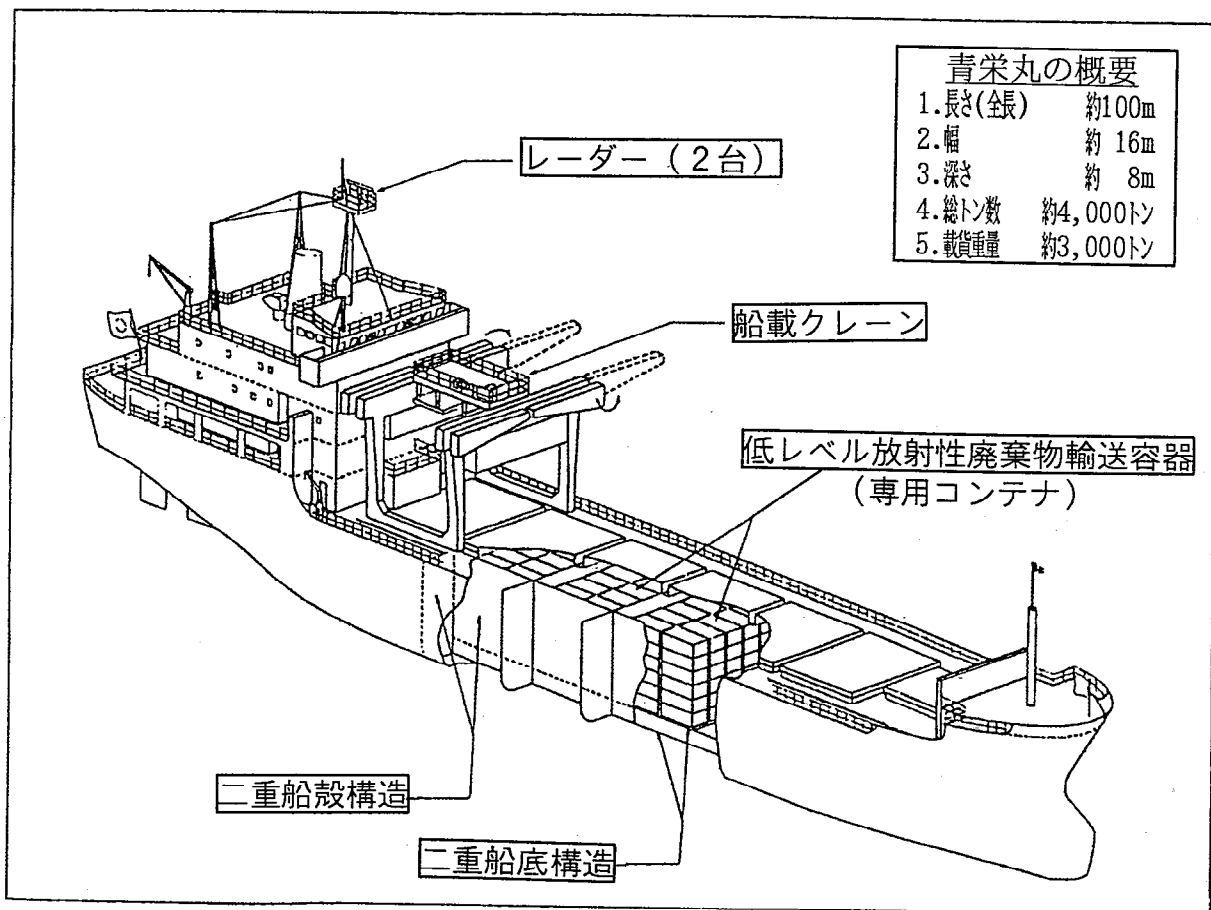 青栄丸の概要
1.長さ(全長) 約100m
2.幅 約 16m
3.深さ 約 8m
4.総トン数 約4,000トン
5.載貨重量 約3,000トン
レーダー(2台)
船載クレーン
低レベル放射性廃棄物輸送容器
(専用コンテナ)
二重船殻構造
二重船底構造